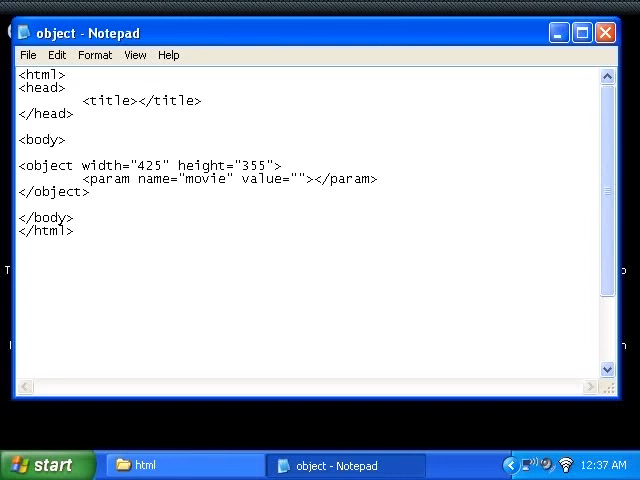 object - Notepad
File Edit Format View Help
<html>
<head>
<title></title>
</head>
<body>
<object width="425" height="355">
<param name="movie" value=""></param>
</object>
</body>
</html>
start html object - Notepad 12:37 AM